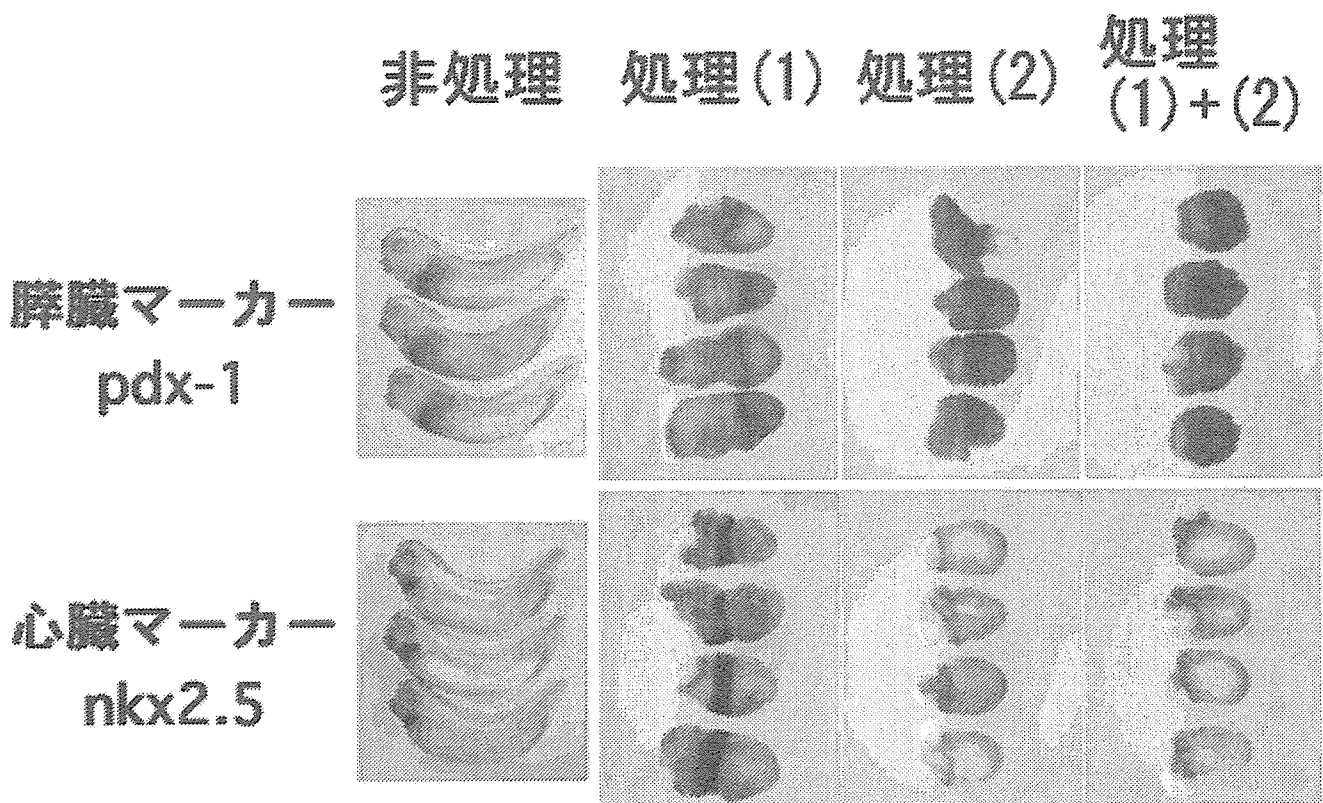 非処理
処理(1)
処理(2)
処理
(1)+(2)
膵臓マーカー
pdx-1
心臓マーカー
nkx2.5